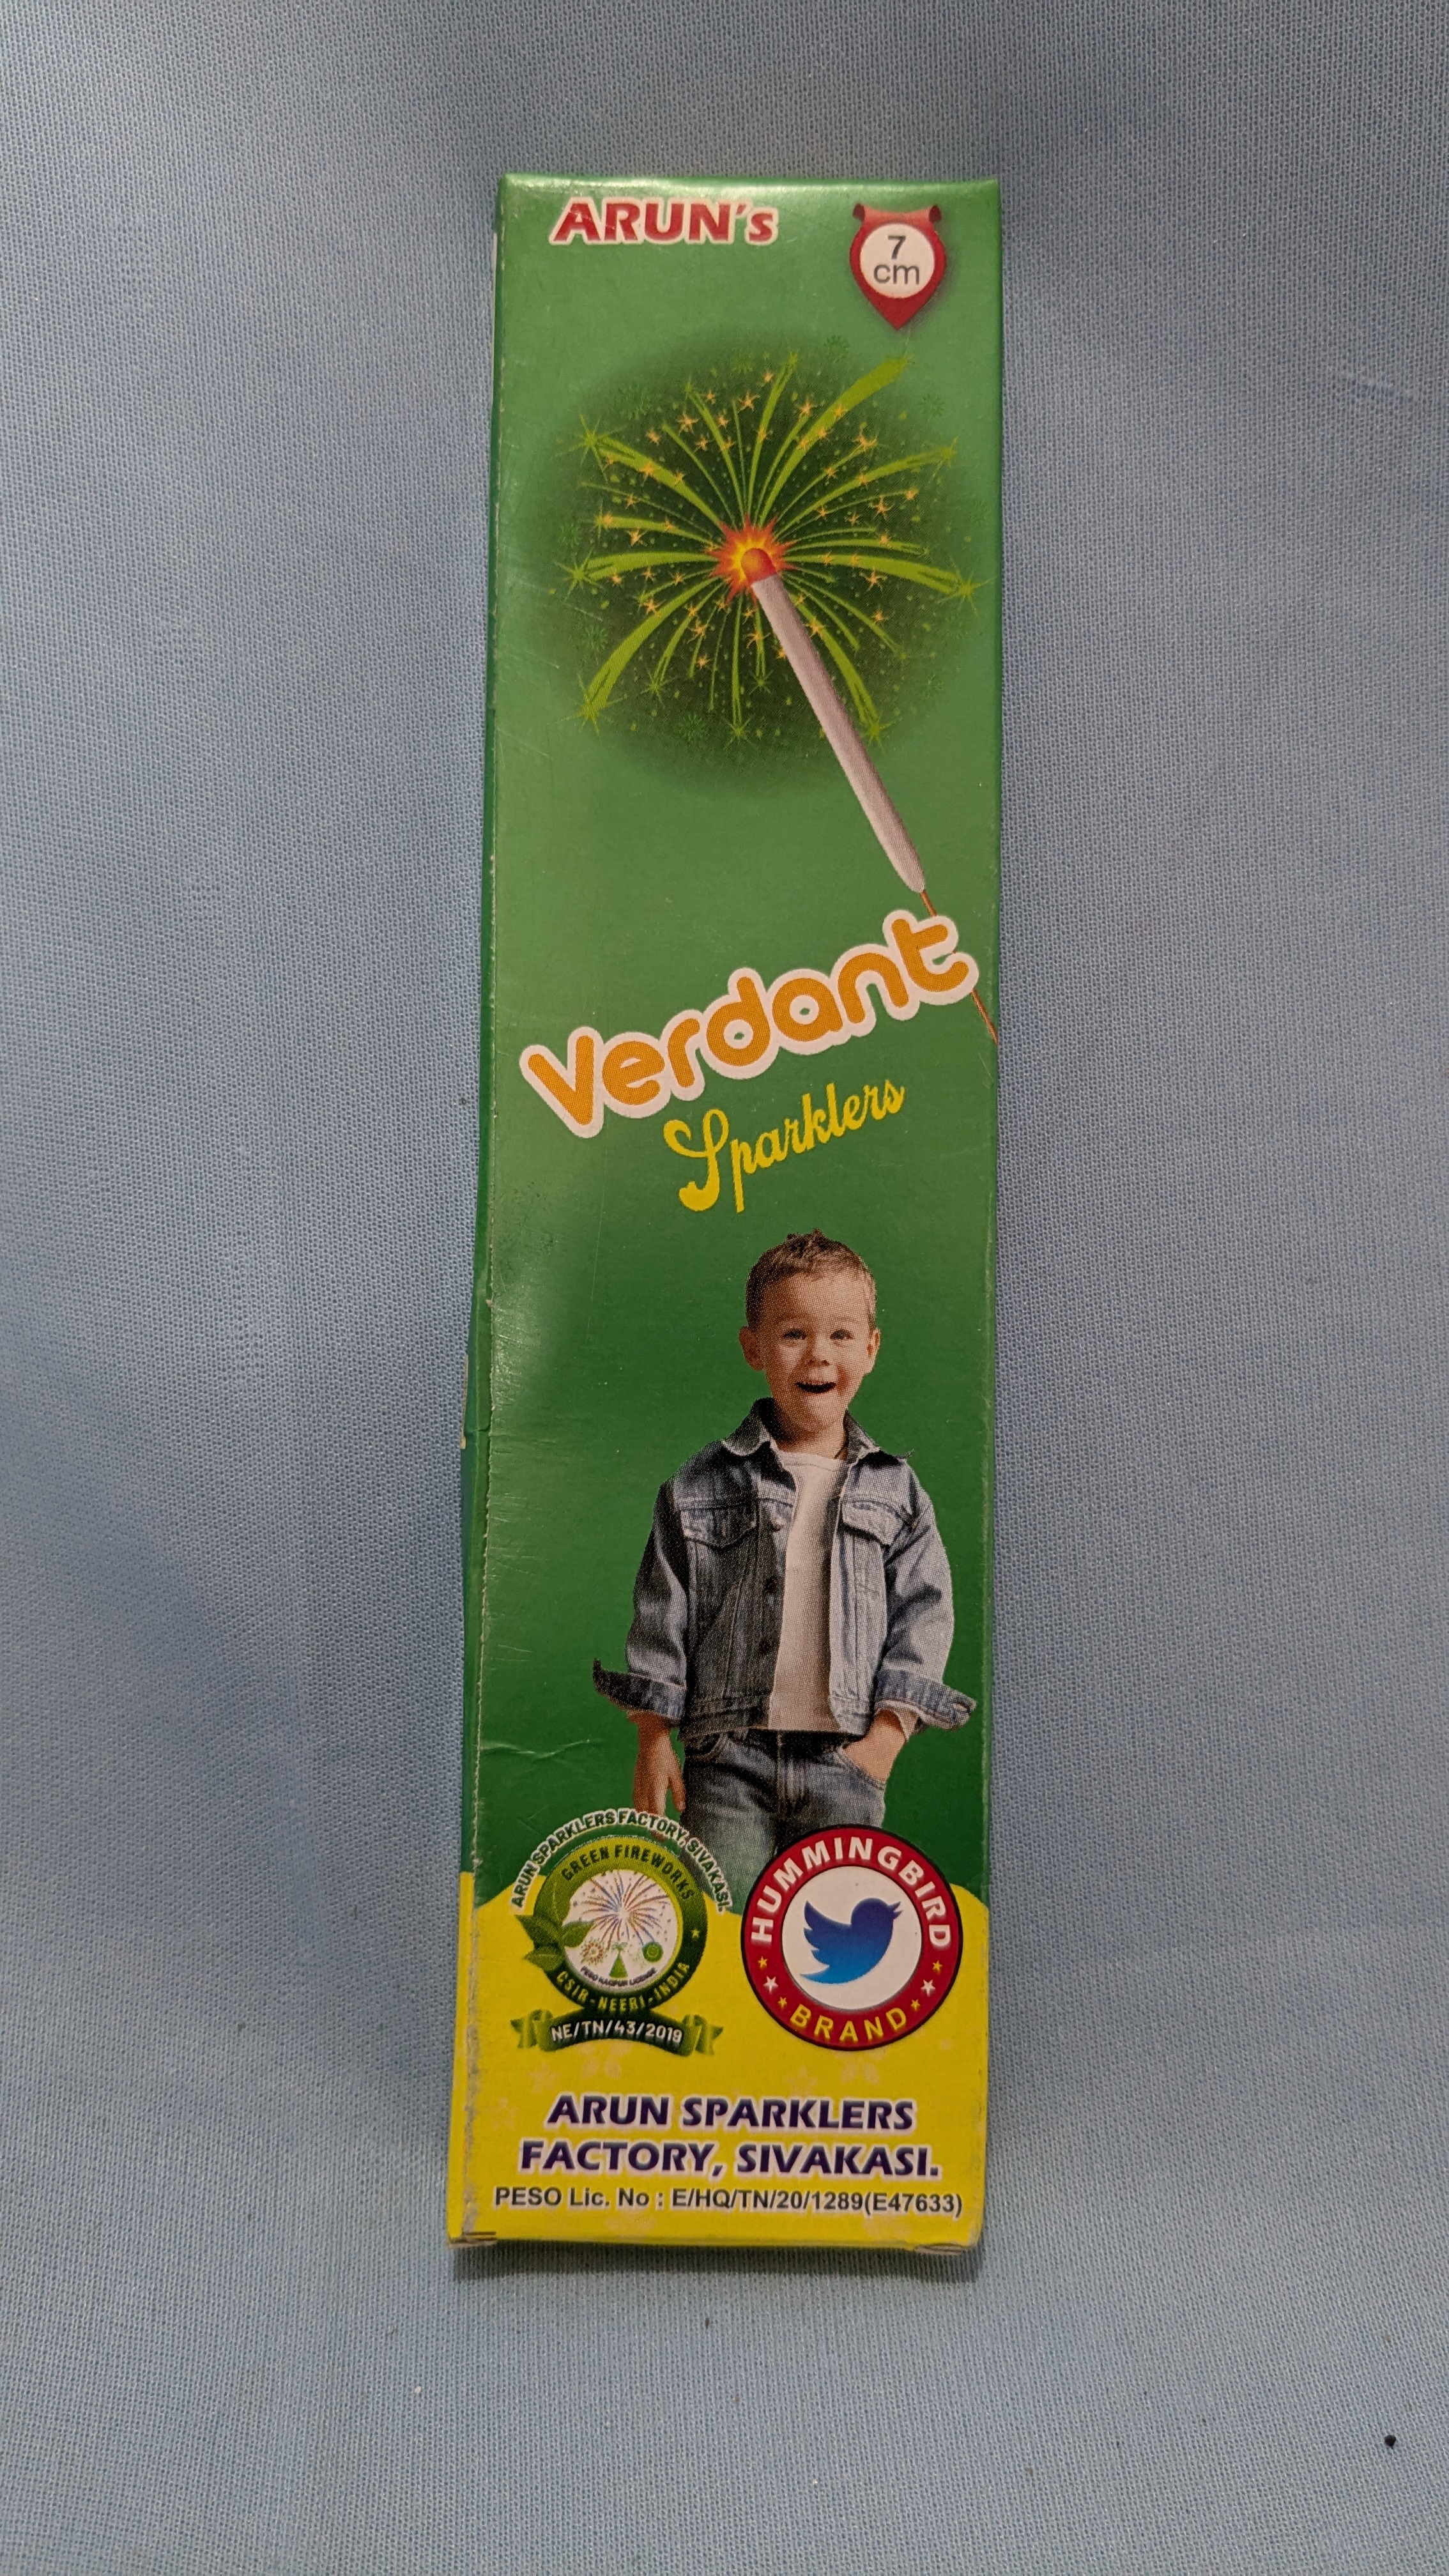 ARUN's
7
cm
Verdant
Sparklers
ARUN SPARKLERS FACTORY, SIVAKASI.
GREEN FIREWORKS
CSIR-NEERI-INDIA
NE/TN/43/2019
HUMMINGBIRD
BRAND
ARUN SPARKLERS
FACTORY, SIVAKASI.
PESO Lic. No : E/HQ/TN/20/1289(E47633)